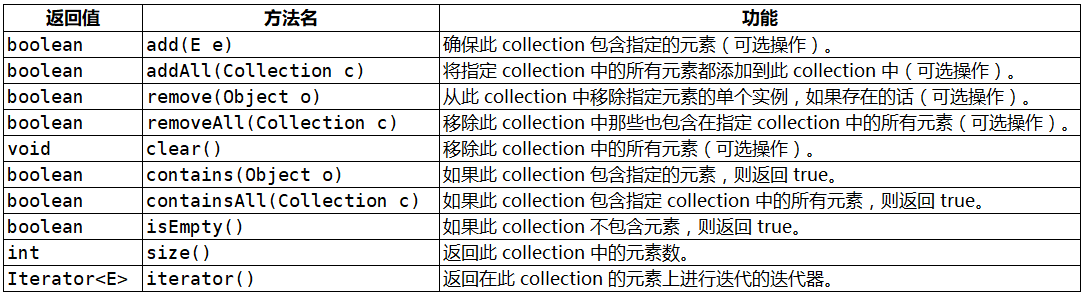 返回值 方法名 功能
boolean add(E e) 确保此 collection 包含指定的元素（可选操作）。
boolean addAll(Collection c) 将指定 collection 中的所有元素都添加到此 collection 中（可选操作）。
boolean remove(Object o) 从此 collection 中移除指定元素的单个实例，如果存在的话（可选操作）。
boolean removeAll(Collection c) 移除此 collection 中那些也包含在指定 collection 中的所有元素（可选操作）。
void clear() 移除此 collection 中的所有元素（可选操作）。
boolean contains(Object o) 如果此 collection 包含指定的元素，则返回 true。
boolean containsAll(Collection c) 如果此 collection 包含指定 collection 中的所有元素，则返回 true。
boolean isEmpty() 如果此 collection 不包含元素，则返回 true。
int size() 返回此 collection 中的元素数。
Iterator<E> iterator() 返回在此 collection 的元素上进行迭代的迭代器。